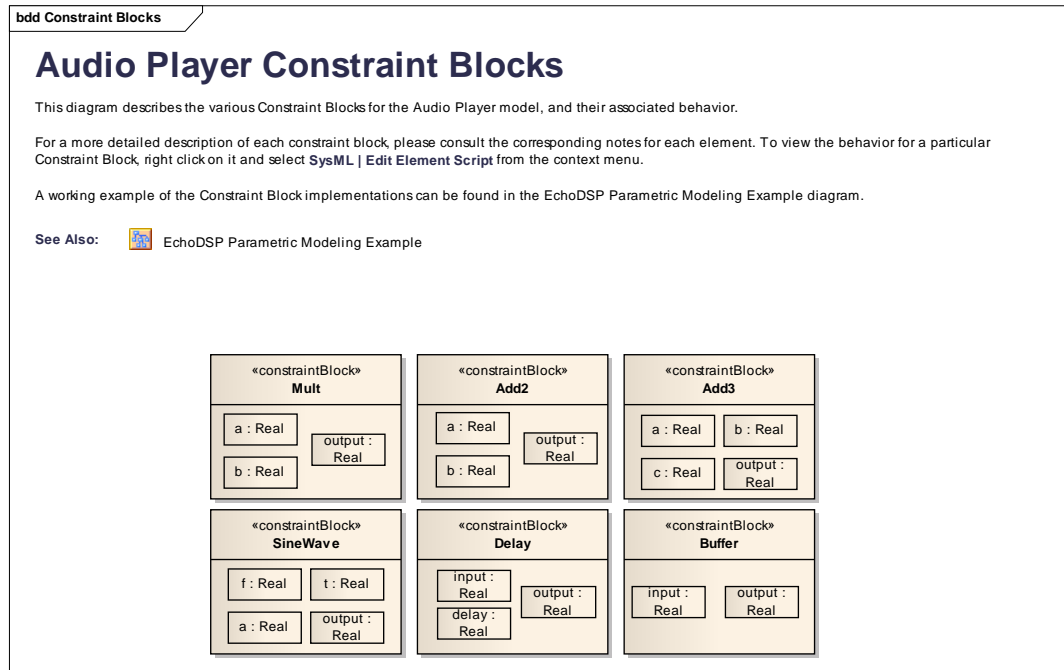 bdd Constraint Blocks
Audio Player Constraint Blocks
This diagram describes the various Constraint Blocks for the Audio Player model, and their associated behavior.
For a more detailed description of each constraint block, please consult the corresponding notes for each element. To view the behavior for a particular
Constraint Block, right click on it and select SysML | Edit Element Script from the context menu.
A working example of the Constraint Block implementations can be found in the EchoDSP Parametric Modeling Example diagram.
See Also: EchoDSP Parametric Modeling Example
«constraintBlock»
Mult
a : Real
b : Real
output :
Real
«constraintBlock»
Add2
a : Real
b : Real
output :
Real
«constraintBlock»
Add3
a : Real
b : Real
c : Real
output :
Real
«constraintBlock»
SineWave
f : Real
t : Real
a : Real
output :
Real
«constraintBlock»
Delay
input :
Real
delay :
Real
output :
Real
«constraintBlock»
Buffer
input :
Real
output :
Real